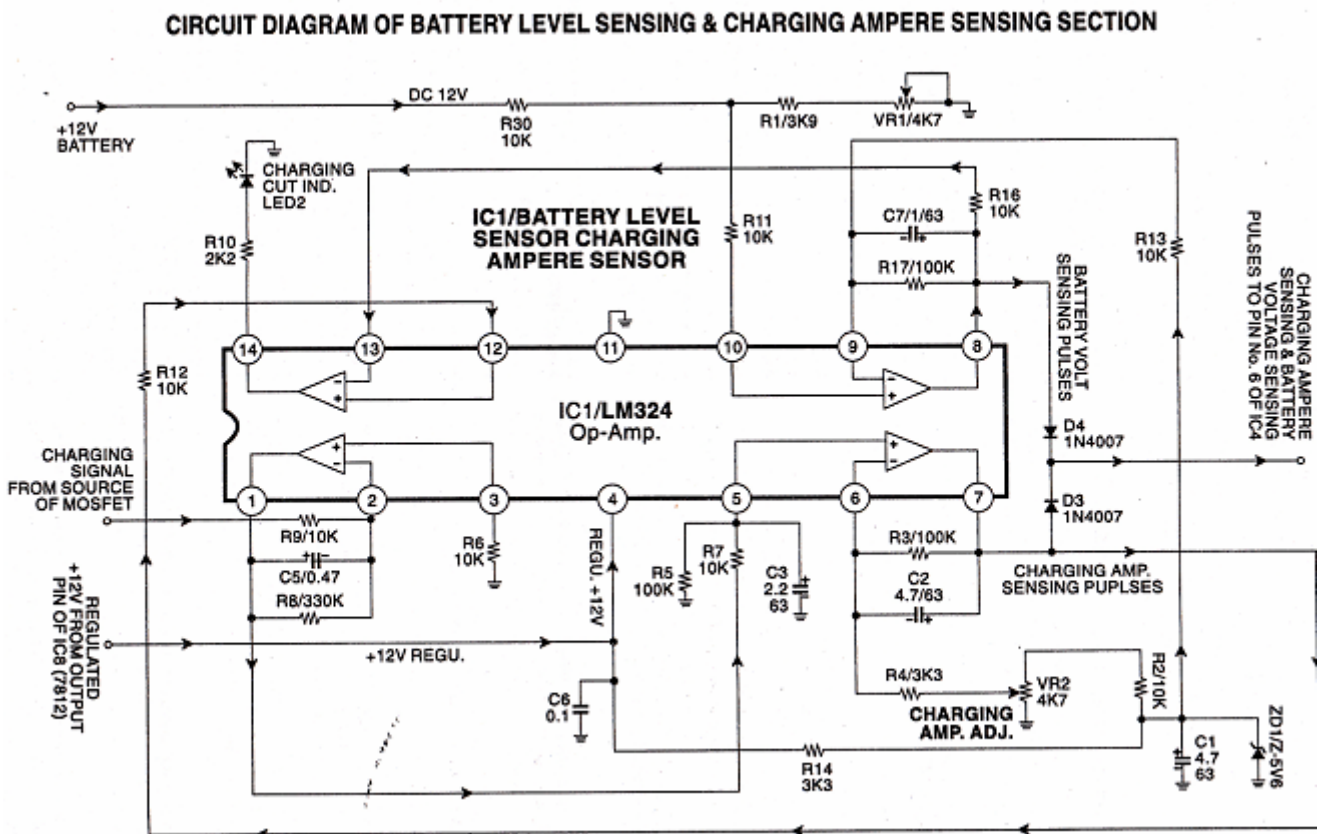 CIRCUIT DIAGRAM OF BATTERY LEVEL SENSING & CHARGING AMPERE SENSING SECTION
+12V
BATTERY
DC 12V
R30
10K
R1/3K9
VR1/4K7
CHARGING
CUT IND.
LED2
R10
2K2
IC1/BATTERY LEVEL
SENSOR CHARGING
AMPERE SENSOR
R11
10K
C7/1/63
- +
R17/100K
R16
10K
R13
10K
BATTERY VOLT
SENSING PULSES
CHARGING AMPERE
SENSING & BATTERY
VOLTAGE SENSING
PULSES TO PIN No. 6 OF IC4
R12
10K
14
13
12
11
10
9
8
-
+
-
+
IC1/LM324
Op-Amp.
+
-
+
-
D4
1N4007
D3
1N4007
CHARGING
SIGNAL
FROM SOURCE
OF MOSFET
1
2
3
4
5
6
7
R9/10K
+ -
C5/0.47
R8/330K
R6
10K
REGU. +12V
R5
100K
R7
10K
C3
2.2
63
+
R3/100K
C2
4.7/63
- +
CHARGING AMP.
SENSING PUPLSES
REGULATED
+12V FROM OUTPUT
PIN OF IC8 (7812)
+12V REGU.
C6
0.1
R4/3K3
VR2
4K7
CHARGING
AMP. ADJ.
R2/10K
R14
3K3
+
C1
4.7
63
ZD1/Z-5V6